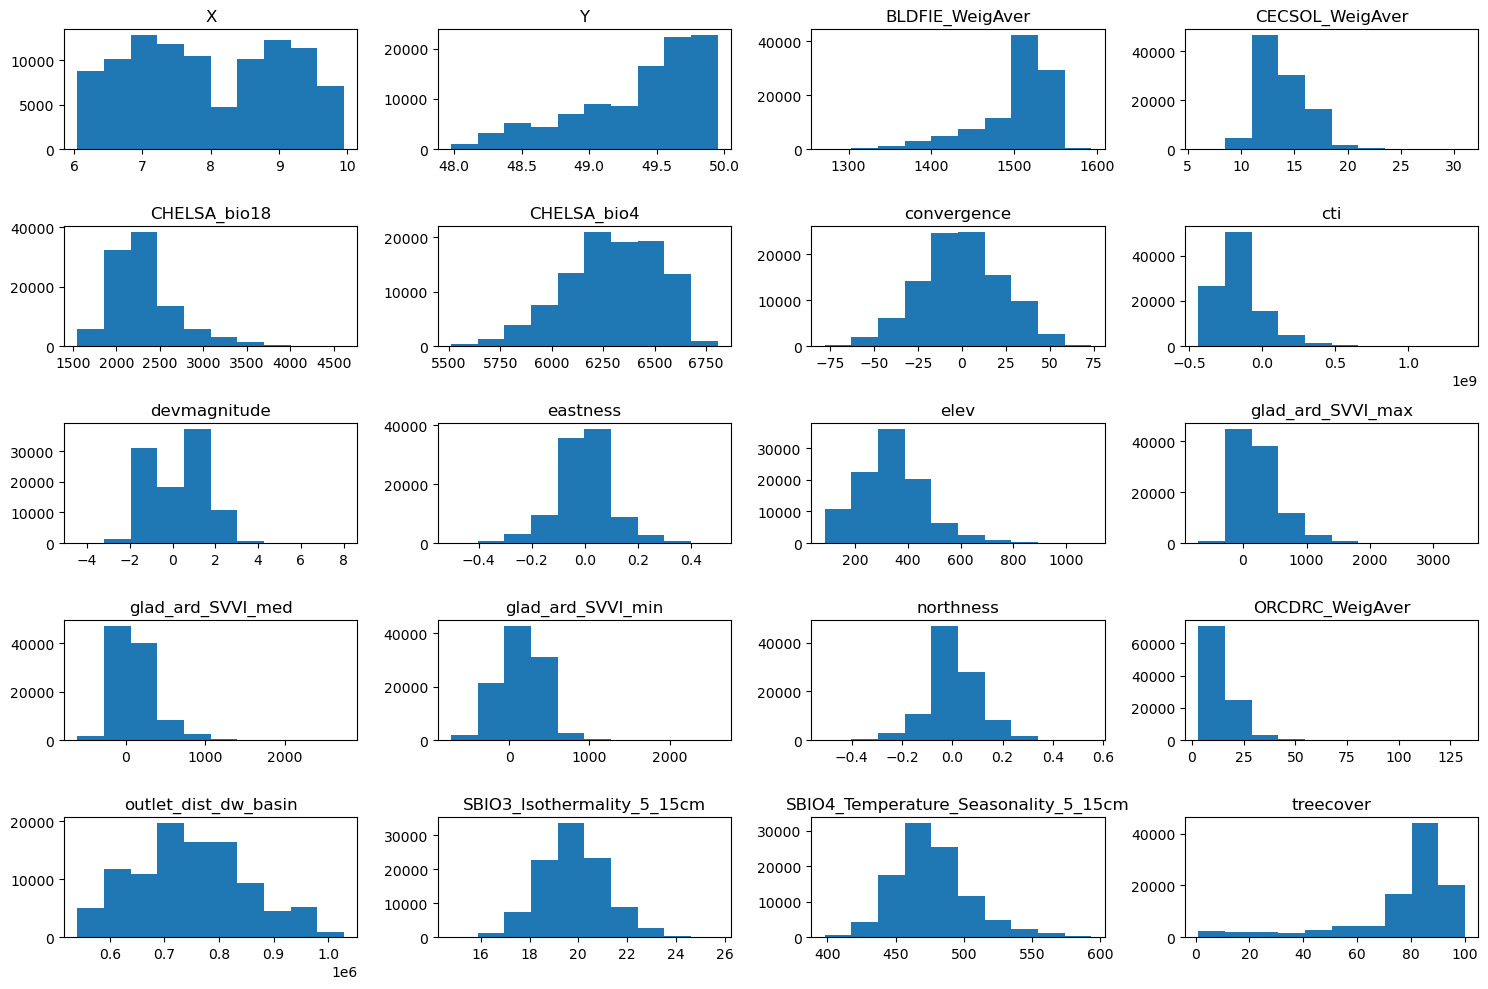 X
Y
BLDFIE_WeigAver
CECSOL_WeigAver
10000
5000
0
6 7 8 9 10
20000
10000
0
48.0 48.5 49.0 49.5 50.0
40000
20000
0
1300 1400 1500 1600
40000
20000
0
5 10 15 20 25 30
CHELSA_bio18
CHELSA_bio4
convergence
cti
40000
20000
0
1500 2000 2500 3000 3500 4000 4500
20000
10000
0
5500 5750 6000 6250 6500 6750
20000
10000
0
−75 −50 −25 0 25 50 75
40000
20000
0
−0.5 0.0 0.5 1.0
1e9
devmagnitude
eastness
elev
glad_ard_SVVI_max
30000
20000
10000
0
−4 −2 0 2 4 6 8
40000
20000
0
−0.4 −0.2 0.0 0.2 0.4
30000
20000
10000
0
200 400 600 800 1000
40000
20000
0
0 1000 2000 3000
glad_ard_SVVI_med
glad_ard_SVVI_min
northness
ORCDRC_WeigAver
40000
20000
0
0 1000 2000
40000
20000
0
0 1000 2000
40000
20000
0
−0.4 −0.2 0.0 0.2 0.4 0.6
60000
40000
20000
0
0 25 50 75 100 125
outlet_dist_dw_basin
SBIO3_Isothermality_5_15cm
SBIO4_Temperature_Seasonality_5_15cm
treecover
20000
10000
0
0.6 0.7 0.8 0.9 1.0
1e6
30000
20000
10000
0
16 18 20 22 24 26
30000
20000
10000
0
400 450 500 550 600
40000
20000
0
0 20 40 60 80 100